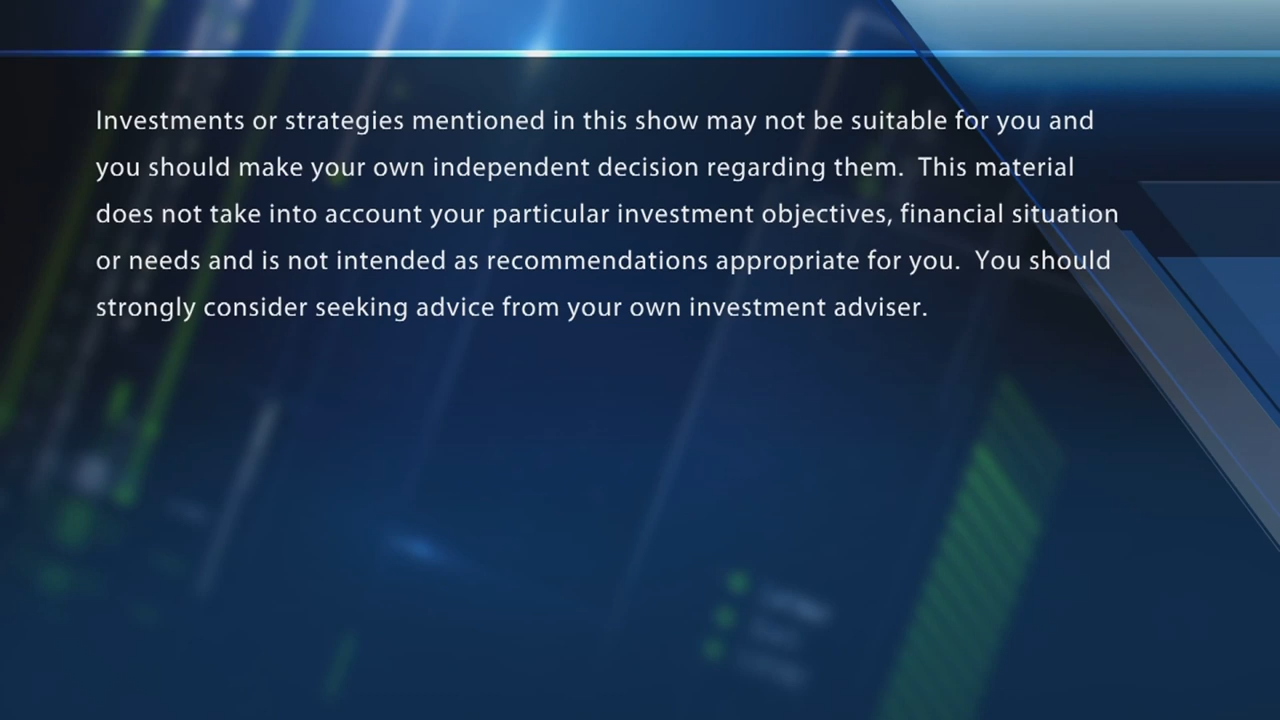 Investments or strategies mentioned in this show may not be suitable for you and
you should make your own independent decision regarding them.  This material
does not take into account your particular investment objectives, financial situation
or needs and is not intended as recommendations appropriate for you.  You should
strongly consider seeking advice from your own investment adviser.